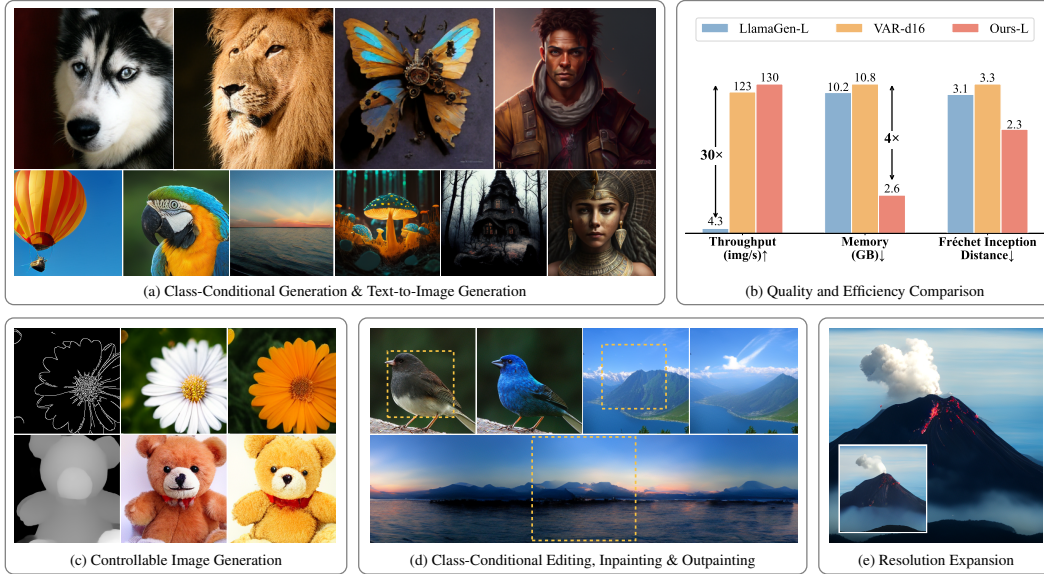 (a) Class-Conditional Generation & Text-to-Image Generation
LlamaGen-L
VAR-d16
Ours-L
30×
4.3
123
130
10.2
10.8
4×
2.6
3.1
3.3
2.3
Throughput
(img/s)↑
Memory
(GB)↓
Fréchet Inception
Distance↓
(b) Quality and Efficiency Comparison
(c) Controllable Image Generation
(d) Class-Conditional Editing, Inpainting & Outpainting
(e) Resolution Expansion